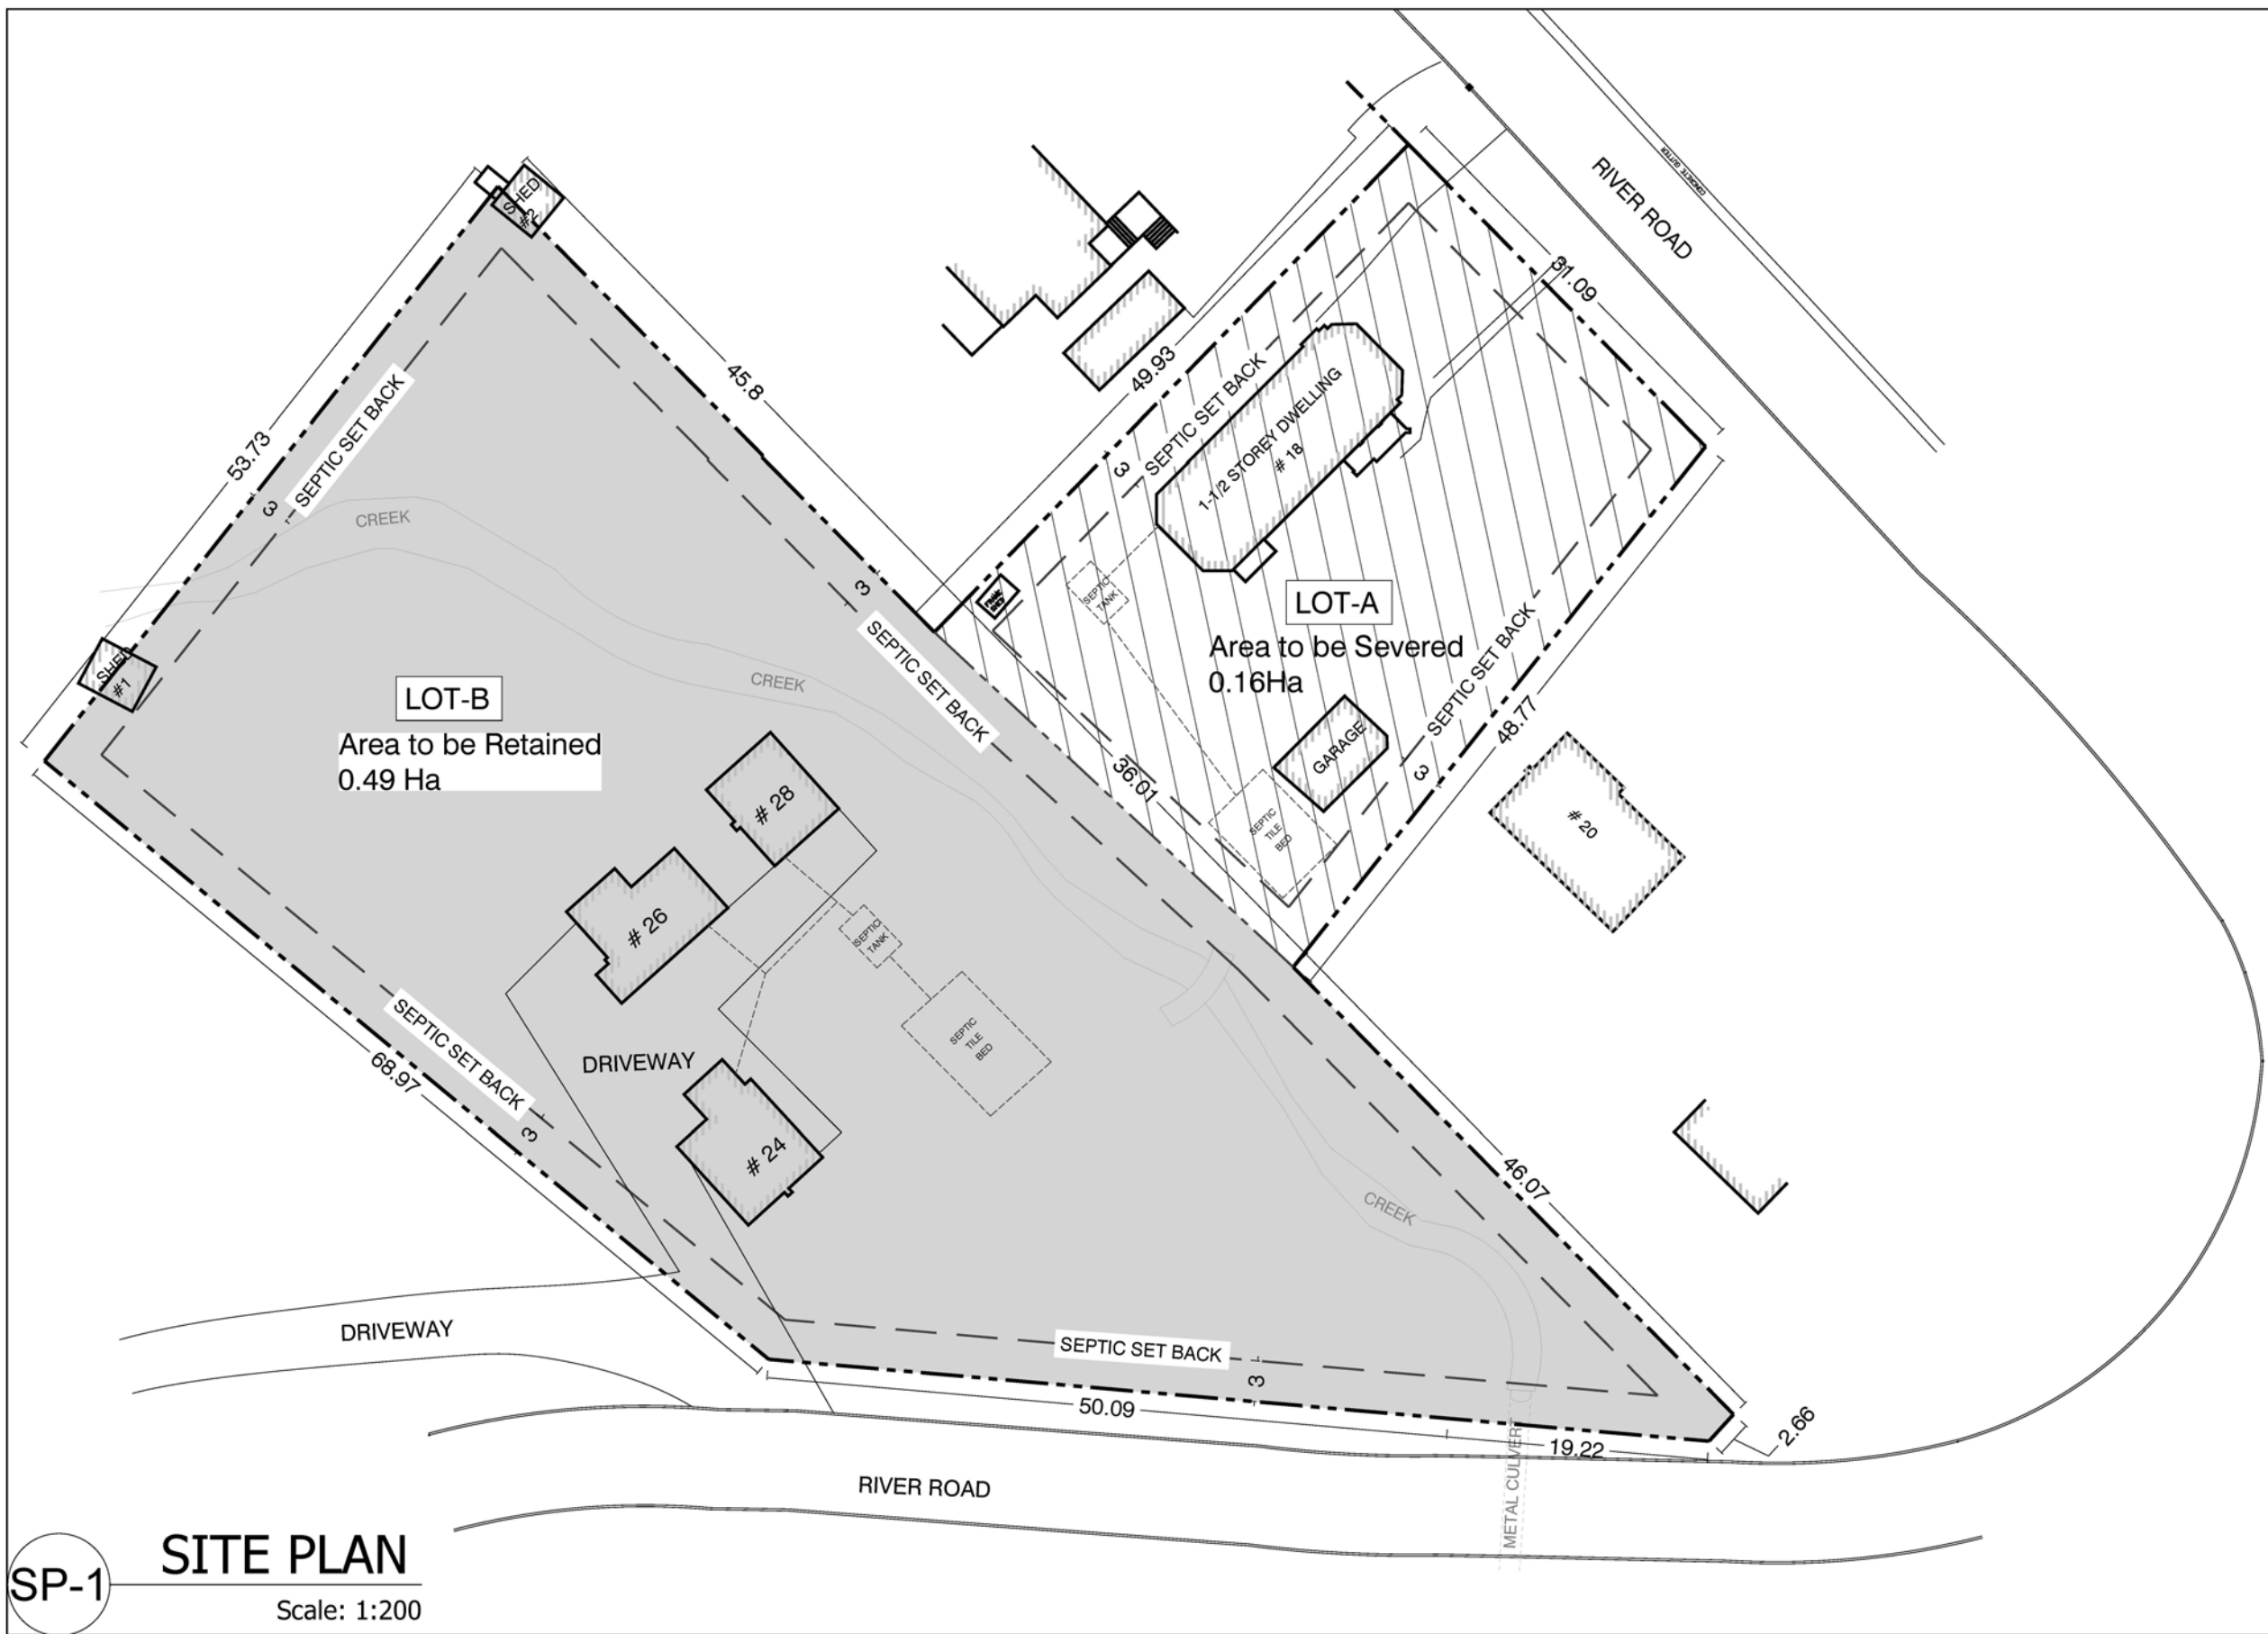 RIVER ROAD
CONCRETE GUTTER
SHED
#2
31.09
45.8
49.93
SEPTIC SET BACK
3
1-1/2 STOREY DWELLING
# 18
53.73
SEPTIC SET BACK
3
CREEK
3
SEPTIC SET BACK
SEPTIC
TANK
LOT-A
Area to be Severed
0.16Ha
SEPTIC SET BACK
48.77
3
SHED
#1
LOT-B
Area to be Retained
0.49 Ha
CREEK
36.01
GARAGE
SEPTIC
TILE
BED
# 20
# 28
# 26
SEPTIC
TANK
SEPTIC
TILE
BED
SEPTIC SET BACK
68.97
3
DRIVEWAY
# 24
46.07
CREEK
DRIVEWAY
SEPTIC SET BACK
3
50.09
19.22
2.66
METAL CULVERT
RIVER ROAD
SP-1
SITE PLAN
Scale: 1:200